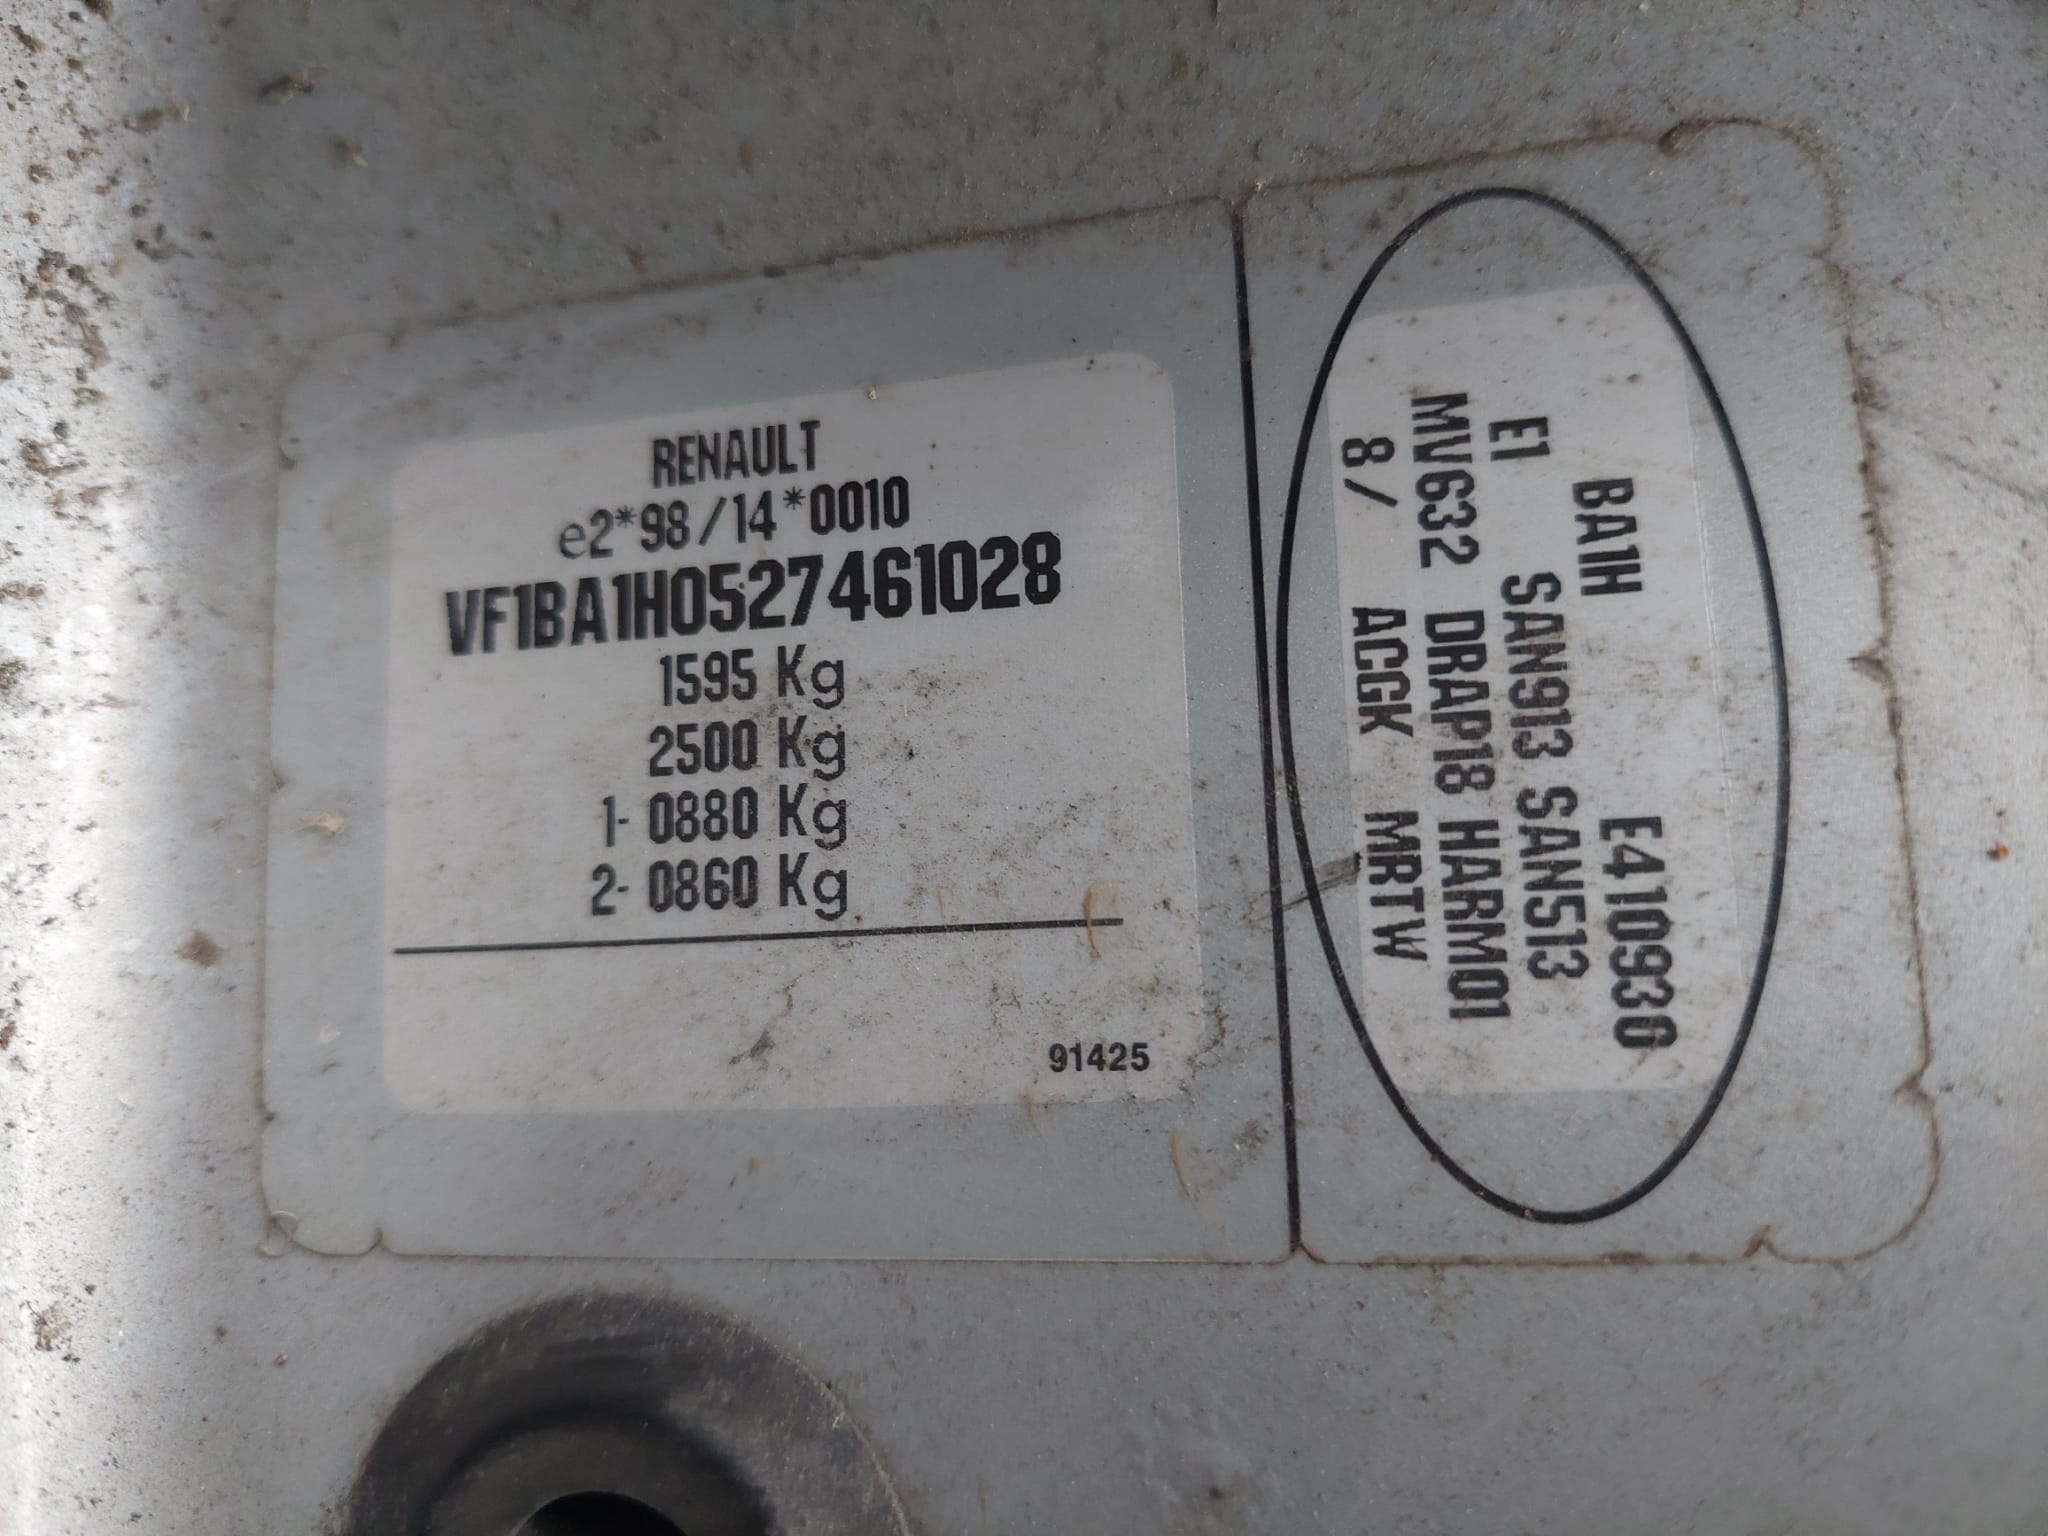 RENAULT
e2*98/14*0010
VF1BA1H0527461028
1595 Kg
2500 Kg
1- 0880 Kg
2- 0860 Kg
91425
BA1H E410930
E1 SAN913 SAN513
MV632 DRAP18 HARM01
8/ ACGK MRTW